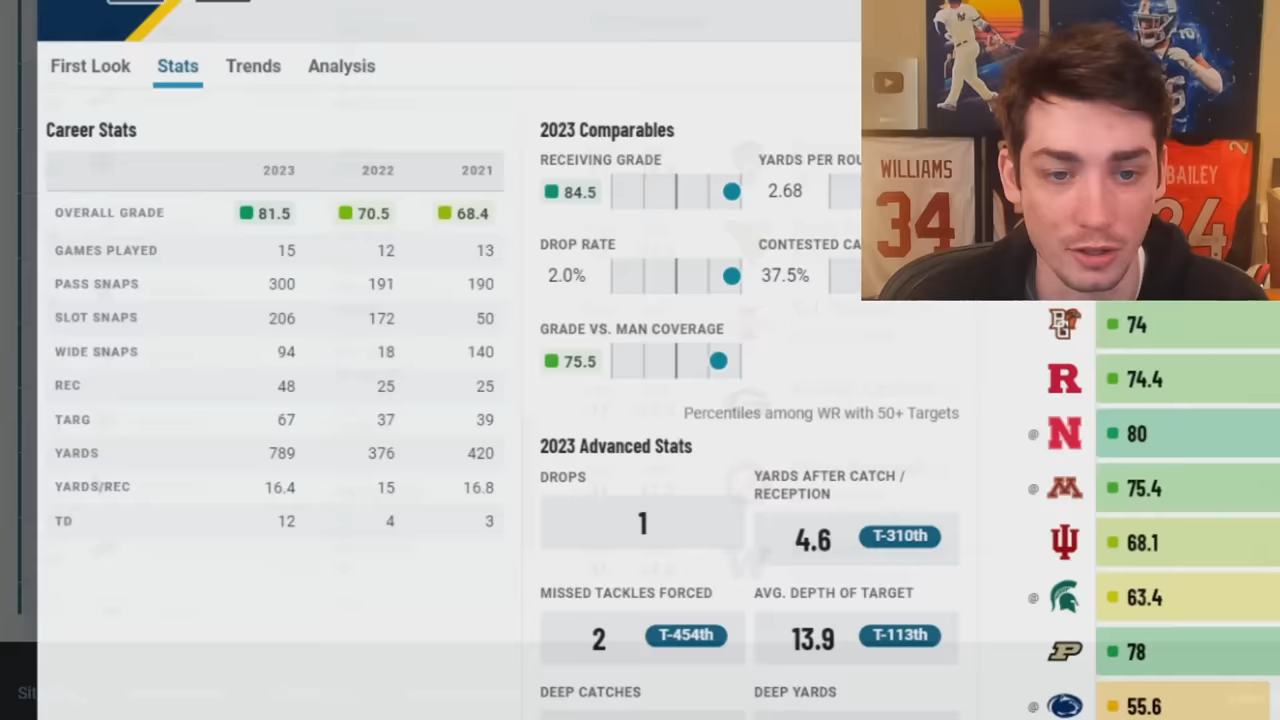 First Look Stats Trends Analysis
Career Stats
2023 2022 2021
OVERALL GRADE 81.5 70.5 68.4
GAMES PLAYED 15 12 13
PASS SNAPS 300 191 190
SLOT SNAPS 206 172 50
WIDE SNAPS 94 18 140
REC 48 25 25
TARG 67 37 39
YARDS 789 376 420
YARDS/REC 16.4 15 16.8
TD 12 4 3
2023 Comparables
RECEIVING GRADE YARDS PER ROU
84.5 2.68
DROP RATE CONTESTED CA
2.0% 37.5%
GRADE VS. MAN COVERAGE
75.5
Percentiles among WR with 50+ Targets
2023 Advanced Stats
DROPS
1
YARDS AFTER CATCH /
RECEPTION
4.6 T-310th
MISSED TACKLES FORCED
2 T-454th
AVG. DEPTH OF TARGET
13.9 T-113th
DEEP CATCHES DEEP YARDS
WILLIAMS
34
BAILEY
24
BG 74
R 74.4
@ N 80
@ M 75.4
68.1
@ 63.4
P 78
@ 55.6
Sit